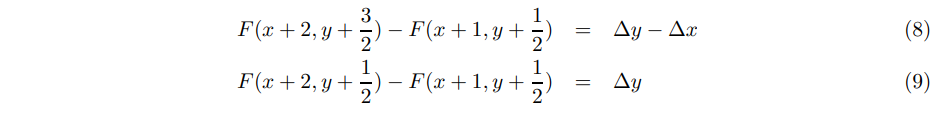 F(x + 2, y + 3/2) − F(x + 1, y + 1/2) = Δy − Δx (8)
F(x + 2, y + 1/2) − F(x + 1, y + 1/2) = Δy (9)